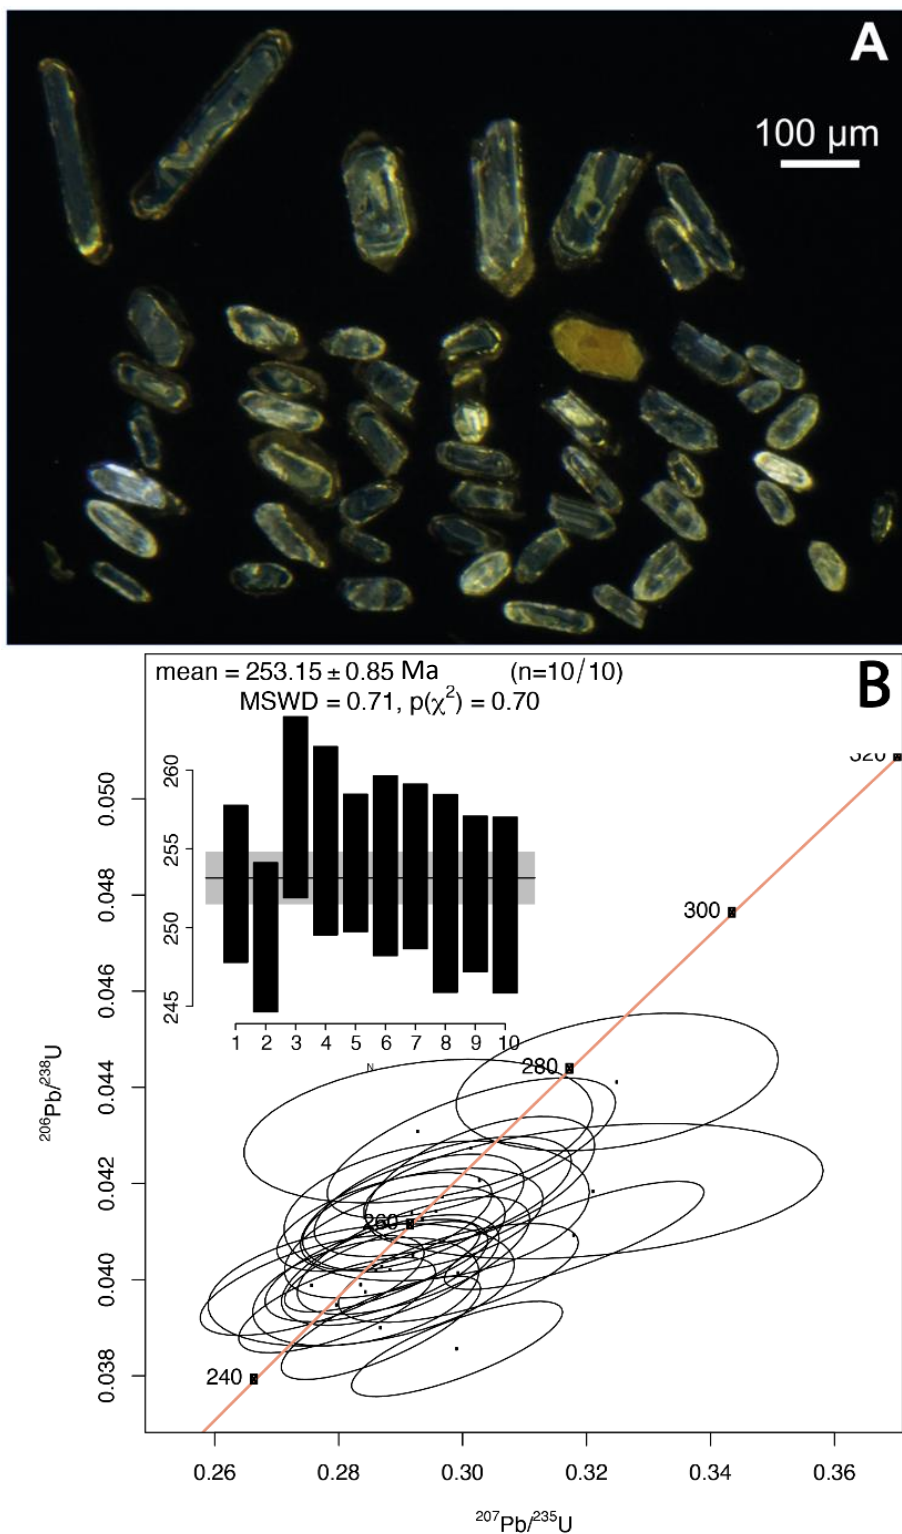 A
100 µm
B
mean = 253.15 ± 0.85 Ma (n=10/10)
MSWD = 0.71, p(χ²) = 0.70
260
255
250
245
1 2 3 4 5 6 7 8 9 10
N
320
300
280
260
240
0.050
0.048
0.046
0.044
0.042
0.040
0.038
²⁰⁶Pb/²³⁸U
0.26 0.28 0.30 0.32 0.34 0.36
²⁰⁷Pb/²³⁵U